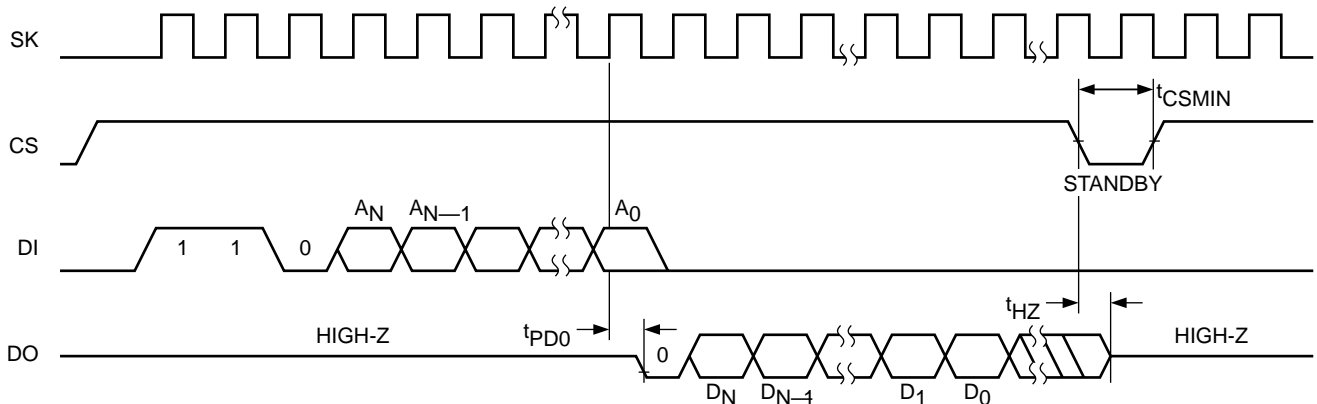 SK
tCSMIN
CS
STANDBY
AN AN—1 A0
DI 1 1 0
tHZ
HIGH-Z tPD0 HIGH-Z
DO 0
DN DN—1 D1 D0